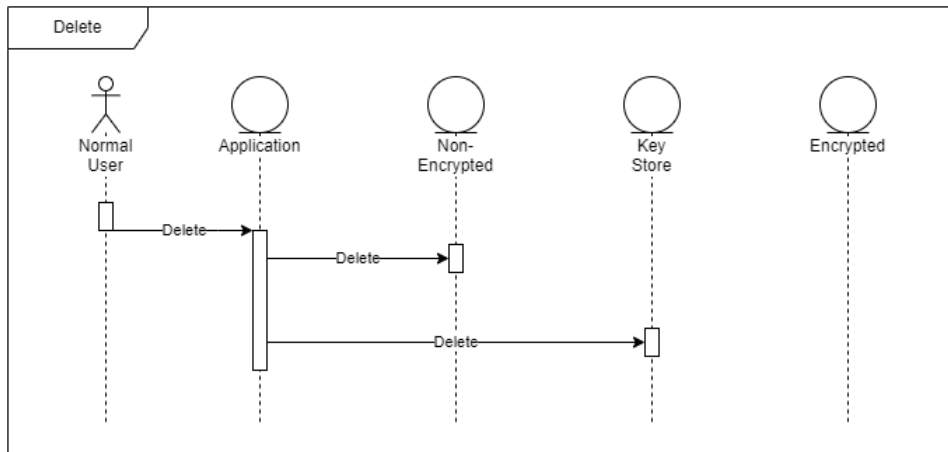 Delete
Normal
User
Application
Non-
Encrypted
Key
Store
Encrypted
Delete
Delete
Delete